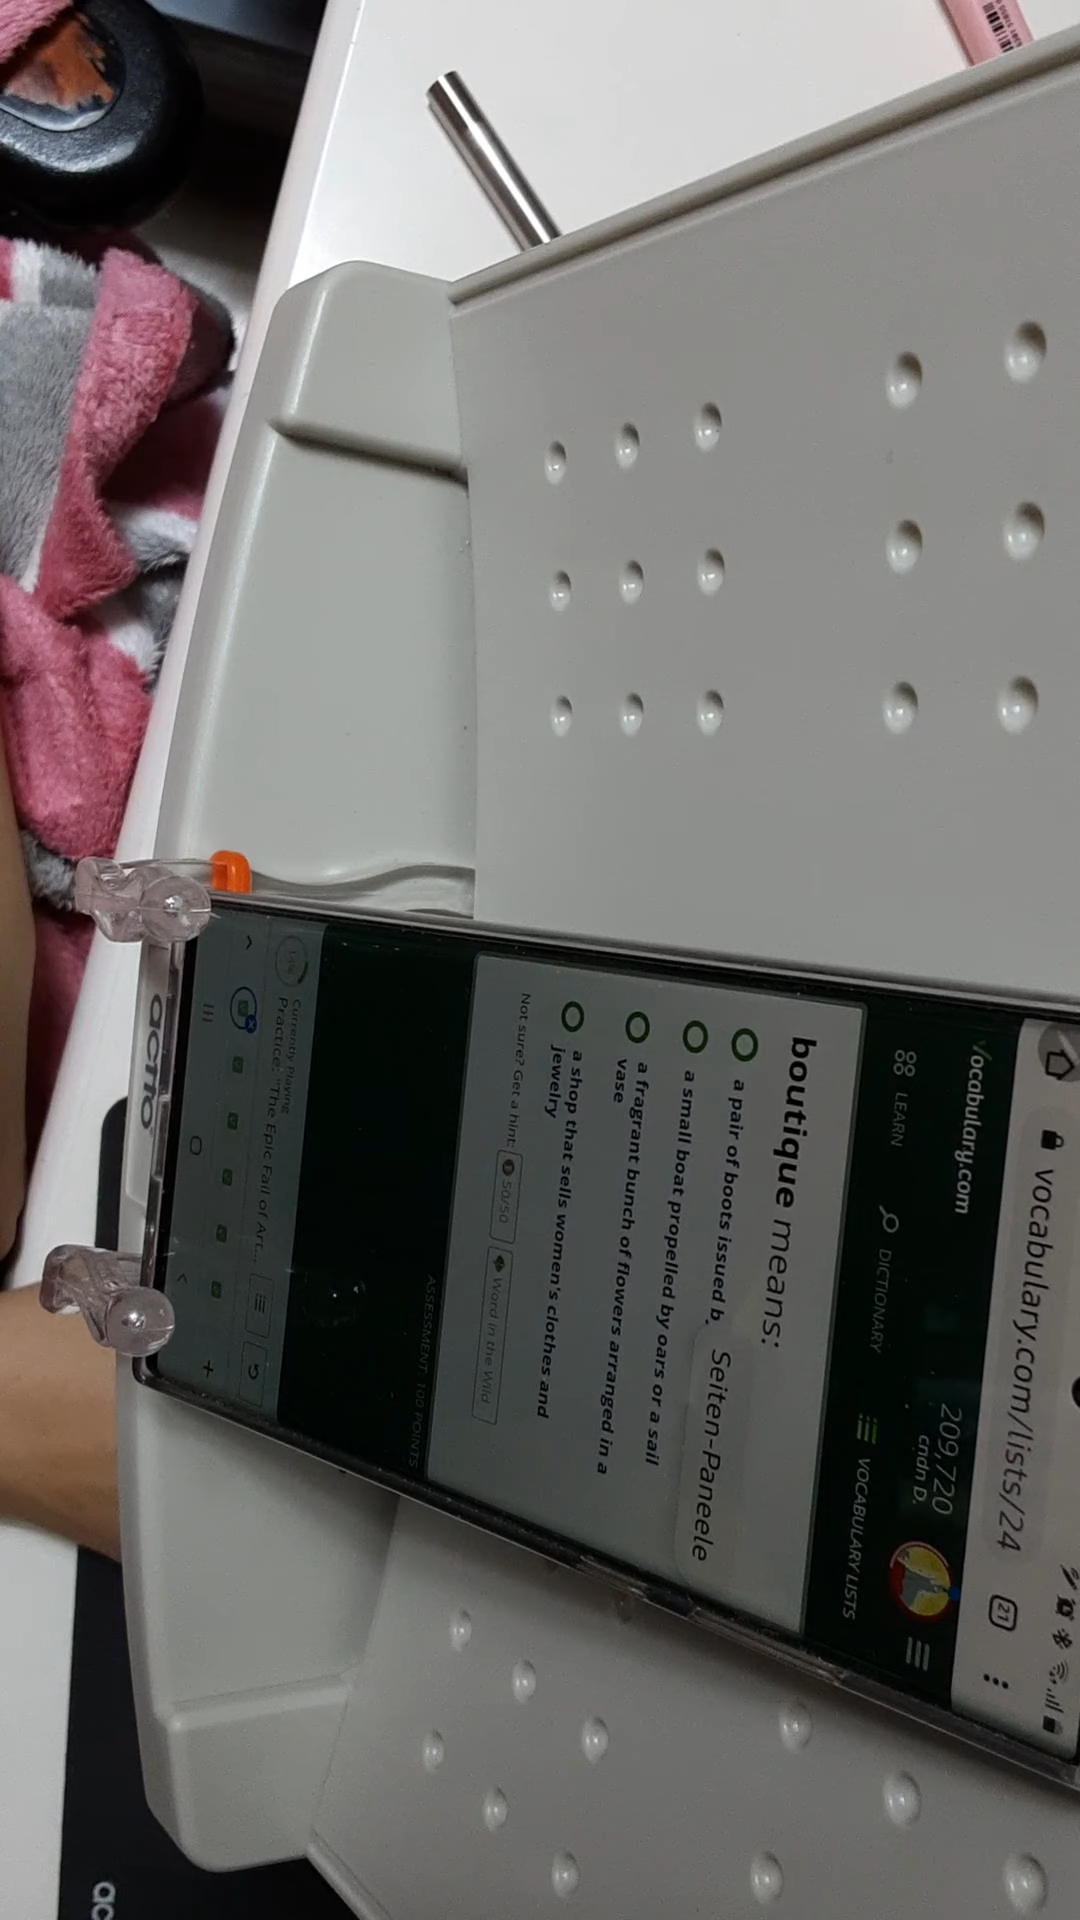 vocabulary.com/lists/24
21
Vocabulary.com
209,720
cndn D.
LEARN
DICTIONARY
VOCABULARY LISTS
boutique means:
a pair of boots issued b
Seiten-Paneele
a small boat propelled by oars or a sail
a fragrant bunch of flowers arranged in a
vase
a shop that sells women's clothes and
jewelry
Not sure? Get a hint:
50/50
Word in the Wild
ASSESSMENT: 100 POINTS
Currently Playing
Practice: "The Epic Fail of Art...
acmo